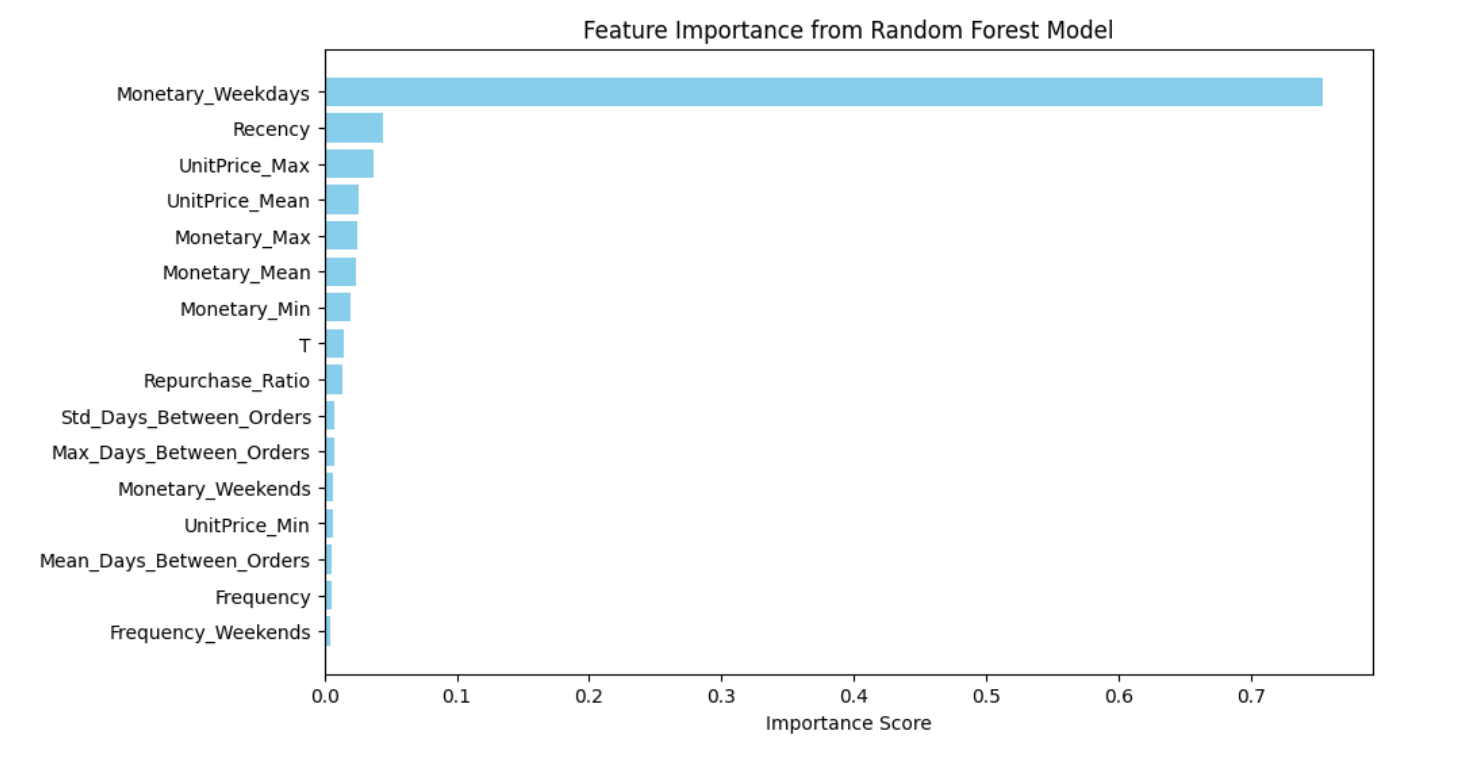 Feature Importance from Random Forest Model
Monetary_Weekdays
Recency
UnitPrice_Max
UnitPrice_Mean
Monetary_Max
Monetary_Mean
Monetary_Min
T
Repurchase_Ratio
Std_Days_Between_Orders
Max_Days_Between_Orders
Monetary_Weekends
UnitPrice_Min
Mean_Days_Between_Orders
Frequency
Frequency_Weekends
0.0 0.1 0.2 0.3 0.4 0.5 0.6 0.7
Importance Score